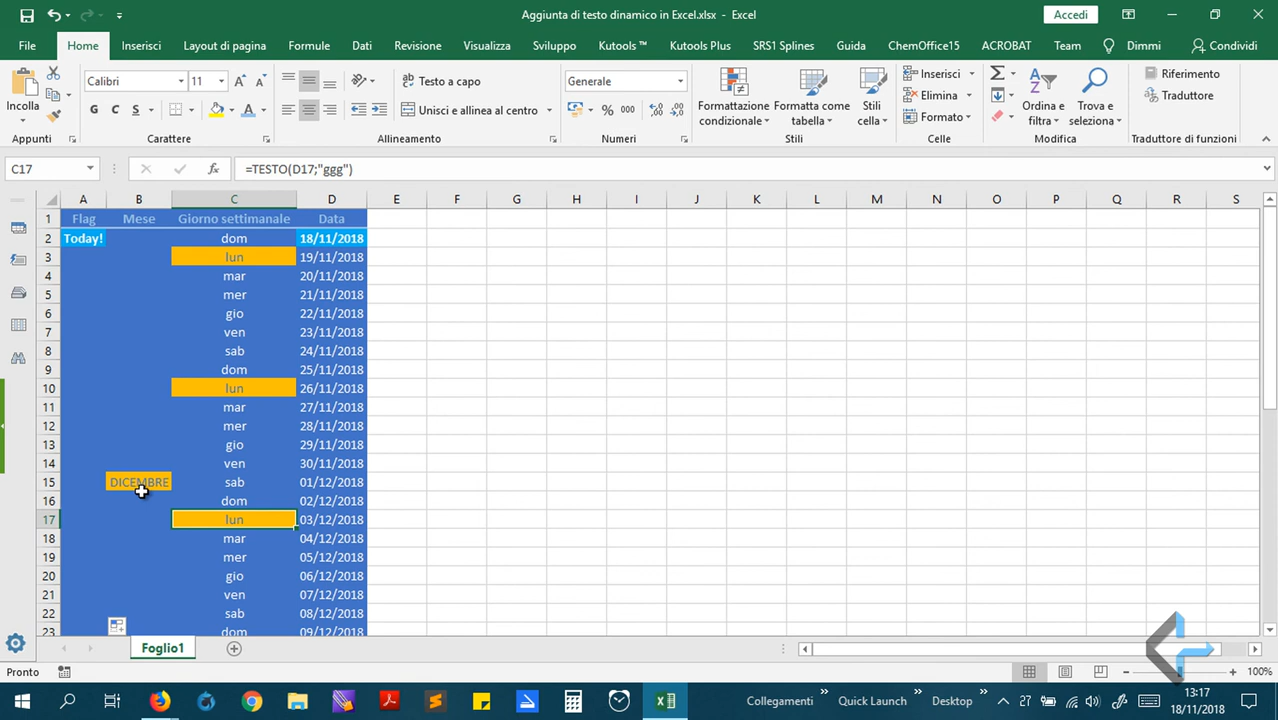 Aggiunta di testo dinamico in Excel.xlsx - Excel
Accedi
File Home Inserisci Layout di pagina Formule Dati Revisione Visualizza Sviluppo Kutools ™ Kutools Plus SRS1 Splines Guida ChemOffice15 ACROBAT Team Dimmi Condividi
Incolla
Calibri 11
G C S
Testo a capo
Unisci e allinea al centro
Generale
% 000
Formattazione condizionale
Formatta come tabella
Stili cella
Inserisci
Elimina
Formato
Ordina e filtra
Trova e seleziona
Riferimento
Traduttore
Appunti Carattere Allineamento Numeri Stili Celle Modifica Traduttore di funzioni
C17 fx =TESTO(D17;"ggg")
A B C D E F G H I J K L M N O P Q R S
1 Flag Mese Giorno settimanale Data
2 Today! dom 18/11/2018
3 lun 19/11/2018
4 mar 20/11/2018
5 mer 21/11/2018
6 gio 22/11/2018
7 ven 23/11/2018
8 sab 24/11/2018
9 dom 25/11/2018
10 lun 26/11/2018
11 mar 27/11/2018
12 mer 28/11/2018
13 gio 29/11/2018
14 ven 30/11/2018
15 DICEMBRE sab 01/12/2018
16 dom 02/12/2018
17 lun 03/12/2018
18 mar 04/12/2018
19 mer 05/12/2018
20 gio 06/12/2018
21 ven 07/12/2018
22 sab 08/12/2018
23 dom 09/12/2018
Foglio1
Pronto 100%
Collegamenti Quick Launch Desktop 27 13:17
18/11/2018